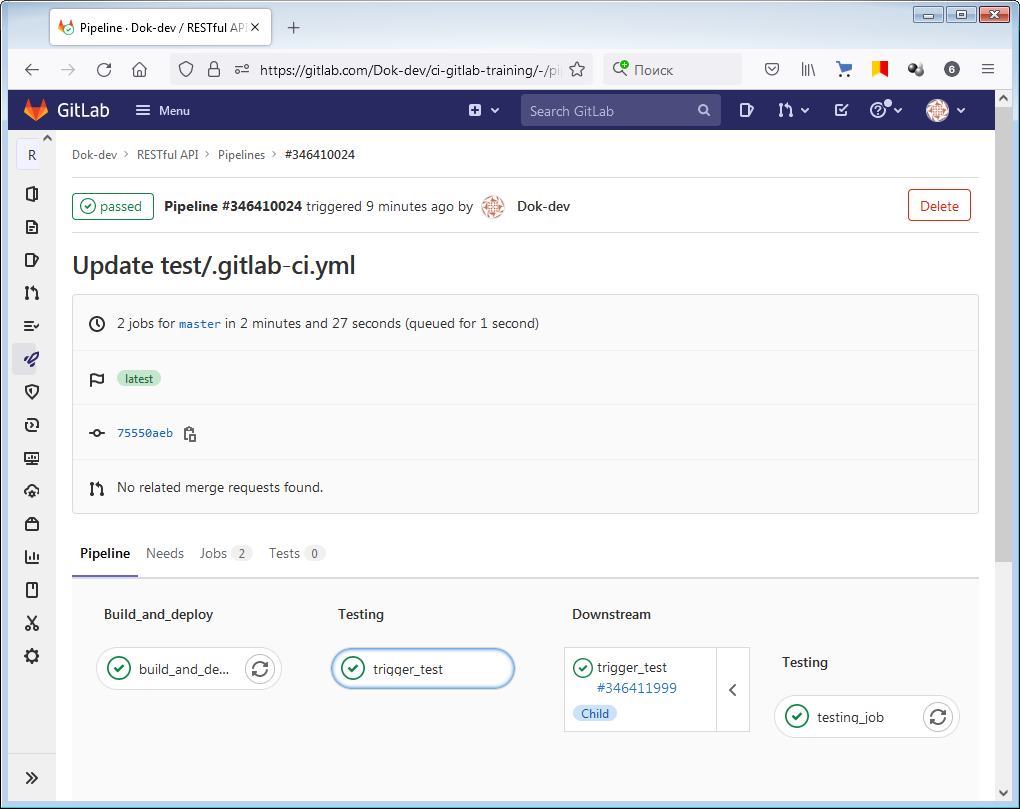 Pipeline · Dok-dev / RESTful API
https://gitlab.com/Dok-dev/ci-gitlab-training/-/pi
Поиск
6
GitLab
Menu
Search GitLab
R
Dok-dev > RESTful API > Pipelines > #346410024
passed Pipeline #346410024 triggered 9 minutes ago by Dok-dev
Delete
Update test/.gitlab-ci.yml
2 jobs for master in 2 minutes and 27 seconds (queued for 1 second)
latest
75550aeb
No related merge requests found.
Pipeline Needs Jobs 2 Tests 0
Build_and_deploy
build_and_de...
Testing
trigger_test
Downstream
trigger_test
#346411999
Child
Testing
testing_job